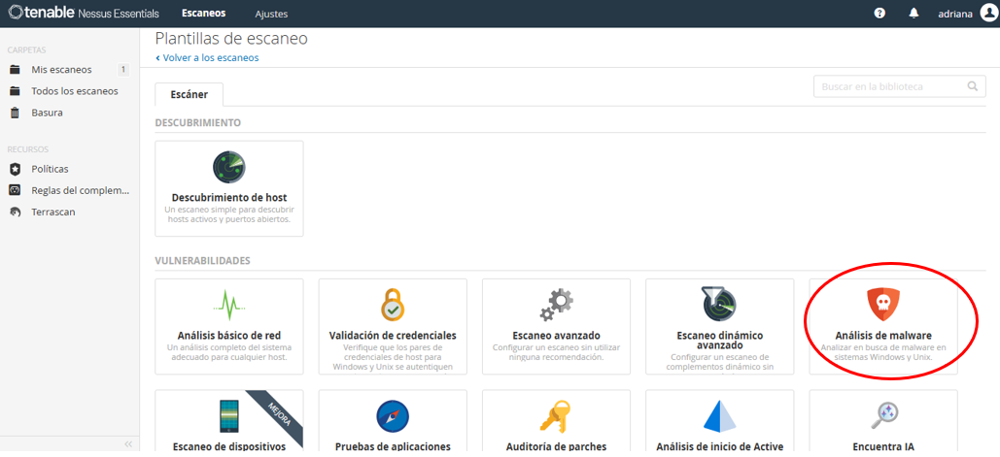 tenable Nessus Essentials
Escaneos
Ajustes
adriana
CARPETAS
Mis escaneos 1
Todos los escaneos
Basura
RECURSOS
Políticas
Reglas del complem...
Terrascan
Plantillas de escaneo
‹ Volver a los escaneos
Escáner
Buscar en la biblioteca
DESCUBRIMIENTO
Descubrimiento de host
Un escaneo simple para descubrir
hosts activos y puertos abiertos.
VULNERABILIDADES
Análisis básico de red
Un análisis completo del sistema
adecuado para cualquier host.
Validación de credenciales
Verifique que los pares de
credenciales de host para
Windows y Unix se autentiquen
Escaneo avanzado
Configurar un escaneo sin utilizar
ninguna recomendación.
Escaneo dinámico
avanzado
Configurar un escaneo de
complementos dinámico sin
Análisis de malware
Analizar en busca de malware en
sistemas Windows y Unix.
MEJORA
Escaneo de dispositivos
Pruebas de aplicaciones
Auditoría de parches
Análisis de inicio de Active
Encuentra IA